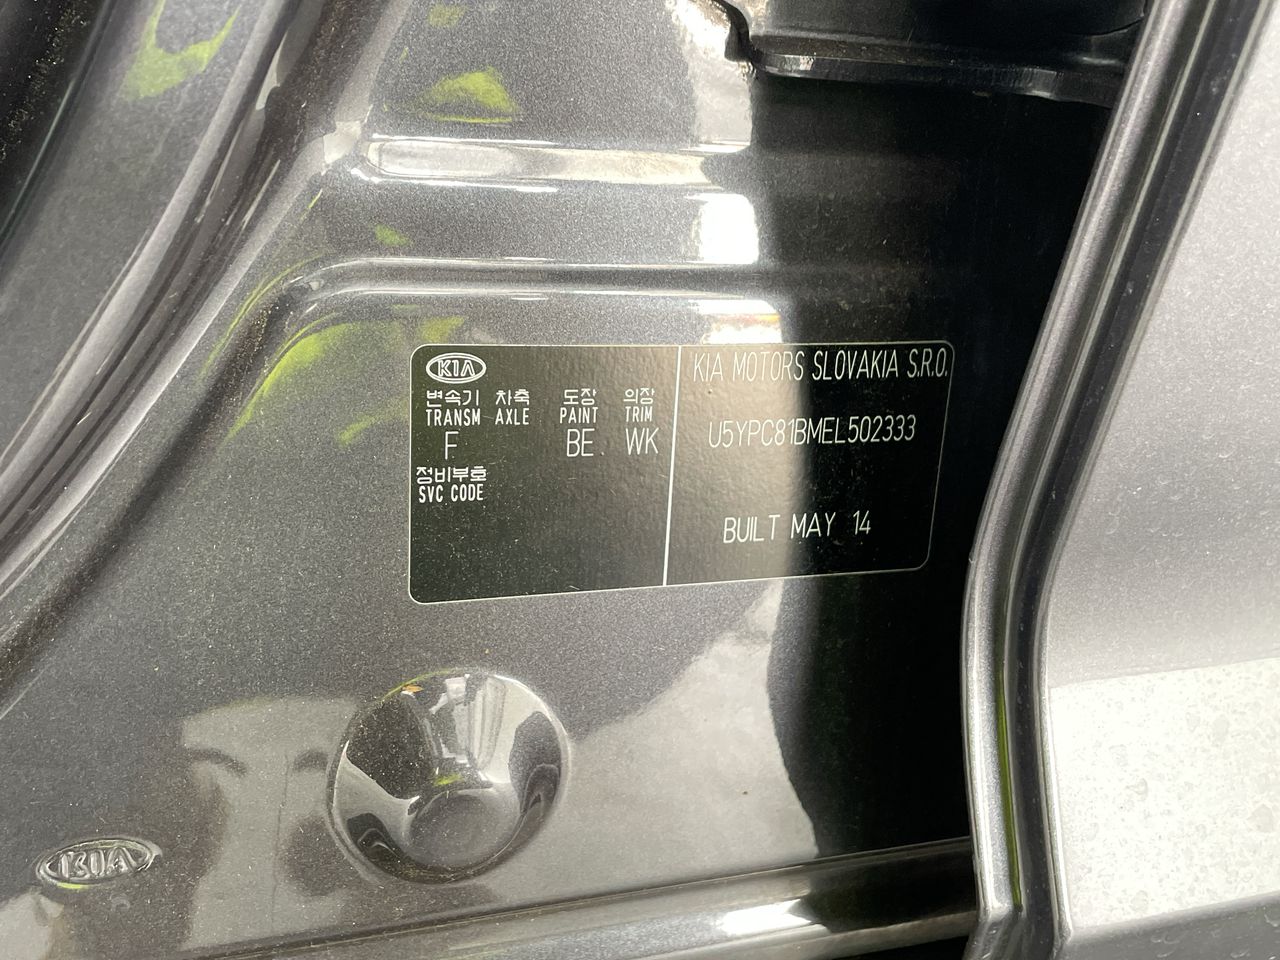 KIA
변속기 차축 도장 의장
TRANSM AXLE PAINT TRIM
F BE WK
정비부호
SVC CODE
KIA MOTORS SLOVAKIA S.R.O.
U5YPC81BMEL502333
BUILT MAY 14
KIA